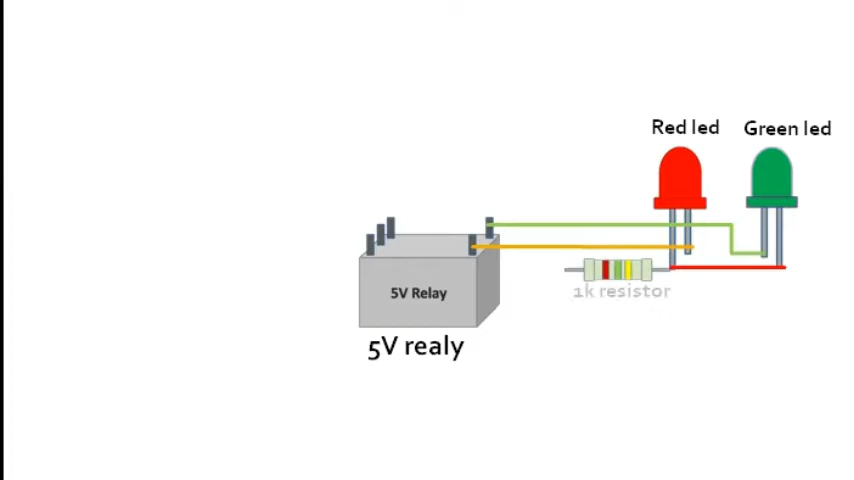 Red led
Green led
5V Relay
1k resistor
5V realy